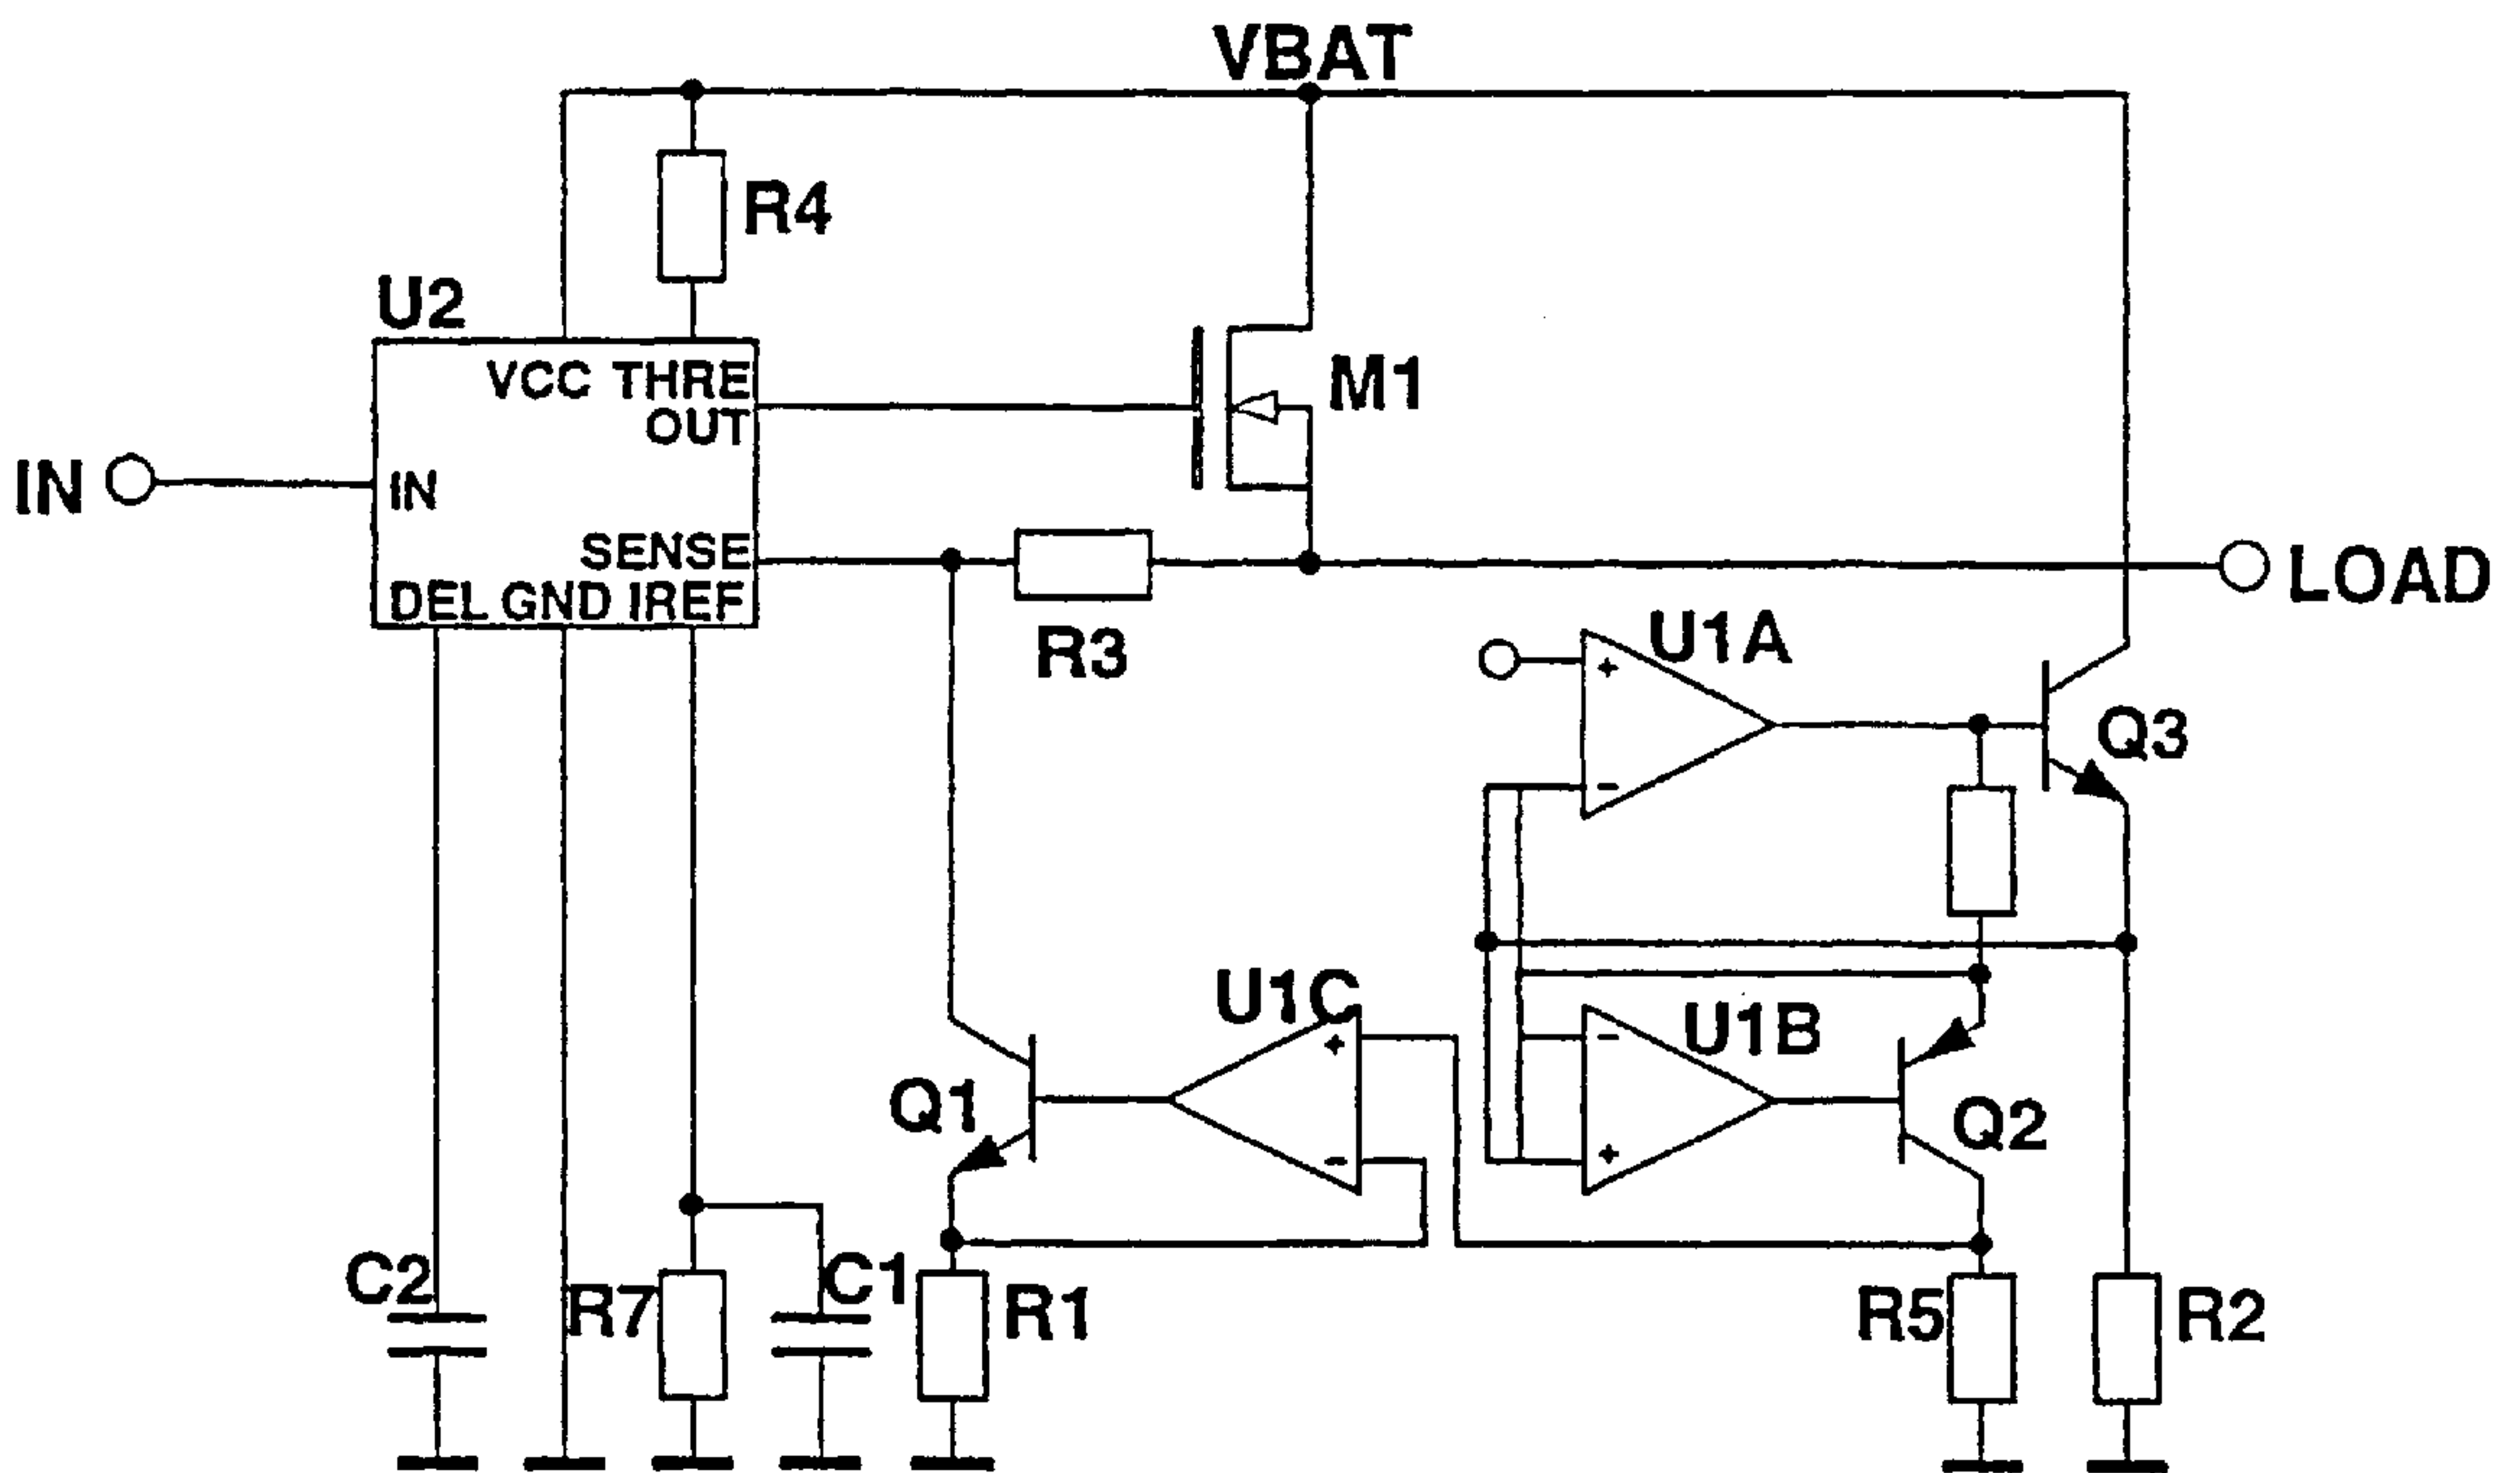 VBAT
R4
U2
VCC THRE
OUT
M1
IN
IN
SENSE
DEL GND IREF
LOAD
R3
U1A
+
-
Q3
U1C
U1B
+
-
Q1
Q2
-
+
C2
R7
C1
R1
R5
R2